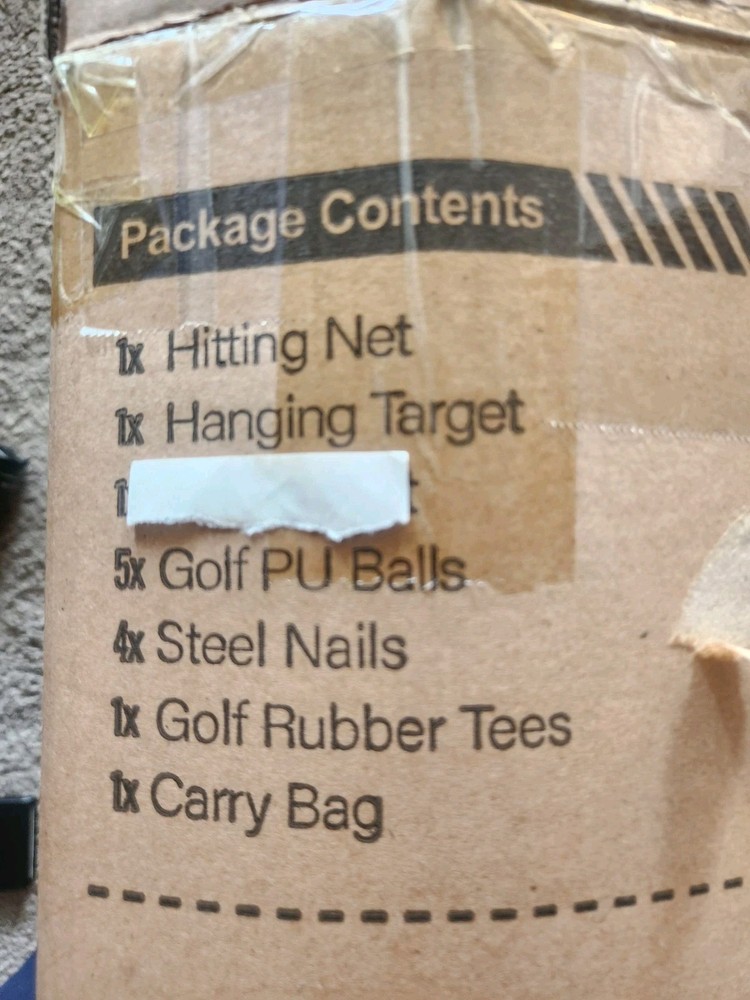 Package Contents
1x Hitting Net
1x Hanging Target
5x Golf PU Balls
4x Steel Nails
1x Golf Rubber Tees
1x Carry Bag